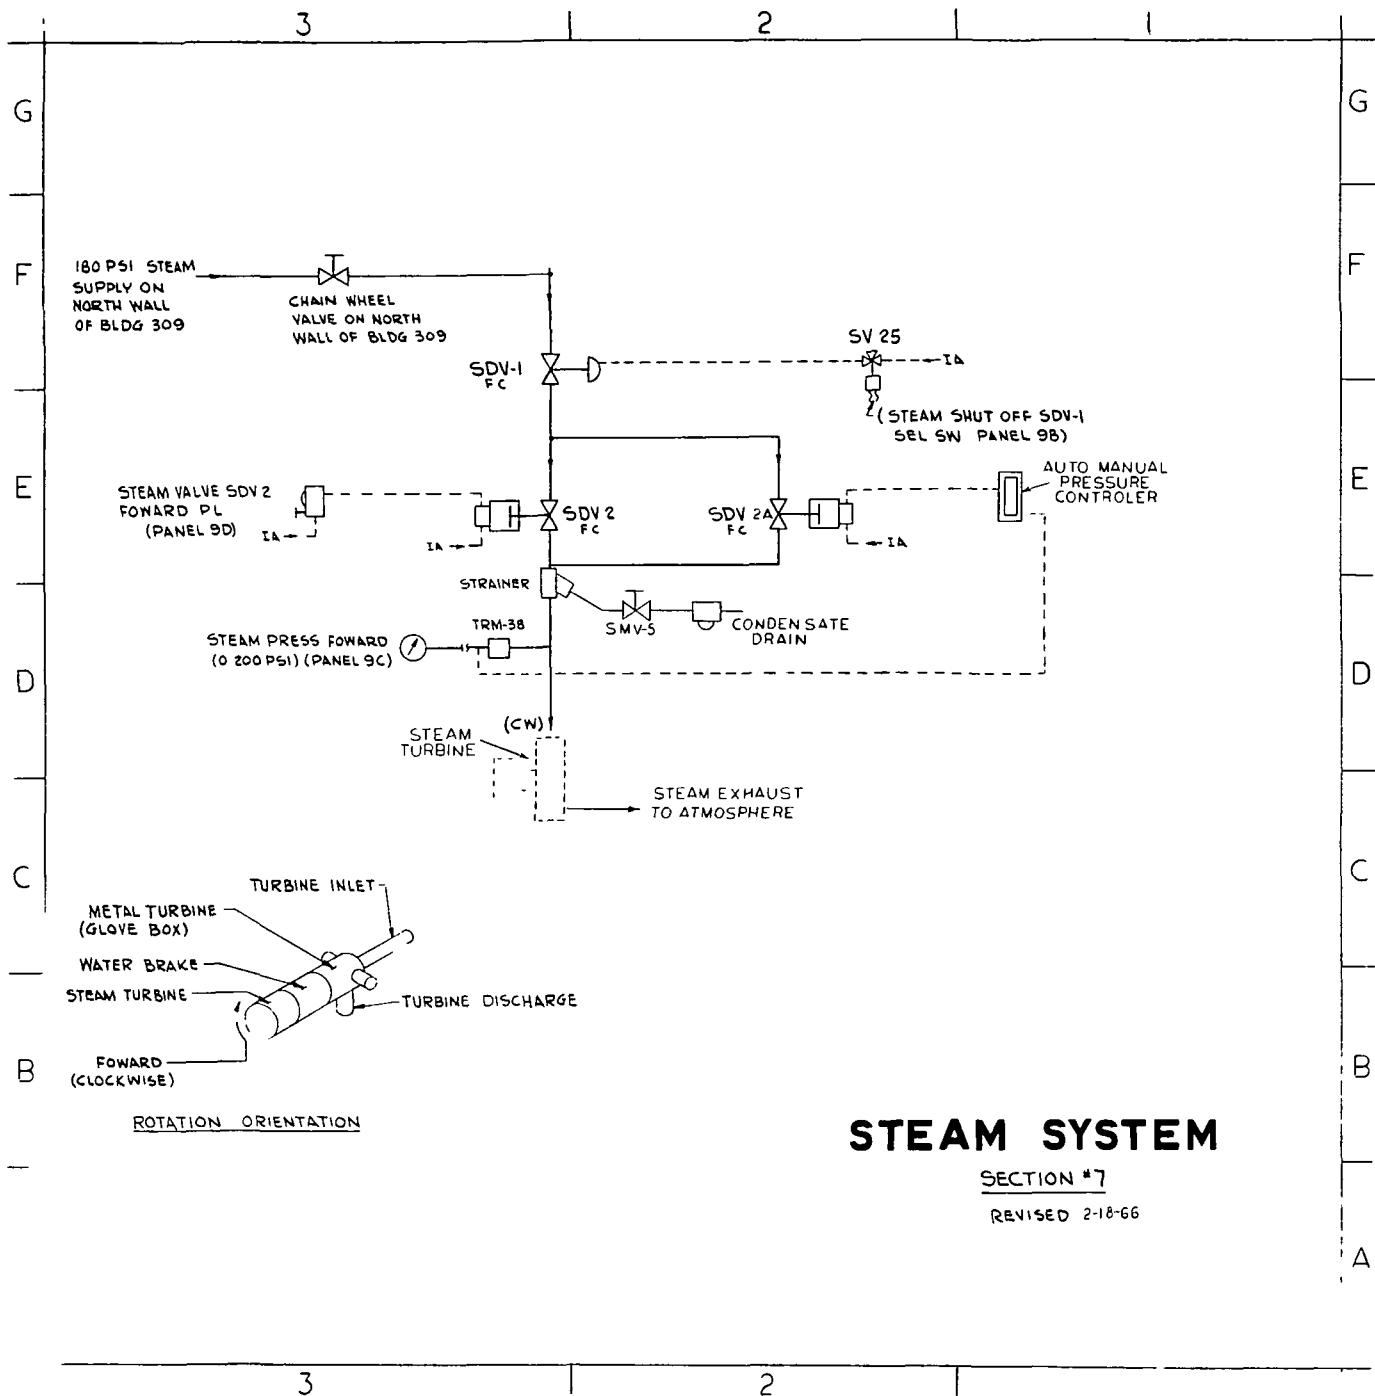 3 2 1
G G
F F
180 PSI STEAM
SUPPLY ON
NORTH WALL
OF BLDG 309
CHAIN WHEEL
VALVE ON NORTH
WALL OF BLDG 309
SDV-1
FC
SV 25
IA
(STEAM SHUT OFF SDV-1
SEL SW PANEL 9B)
E E
STEAM VALVE SDV 2
FOWARD PL
(PANEL 9D)
IA
IA
SDV 2
FC
SDV 2A
FC
IA
AUTO MANUAL
PRESSURE
CONTROLER
STRAINER
SMV-5
CONDENSATE
DRAIN
TRM-38
STEAM PRESS FOWARD
(0 200 PSI) (PANEL 9C)
D D
(CW)
STEAM
TURBINE
STEAM EXHAUST
TO ATMOSPHERE
C C
TURBINE INLET
METAL TURBINE
(GLOVE BOX)
WATER BRAKE
STEAM TURBINE
TURBINE DISCHARGE
FOWARD
(CLOCKWISE)
B B
ROTATION ORIENTATION
STEAM SYSTEM
SECTION #7
REVISED 2-18-66
A
3 2